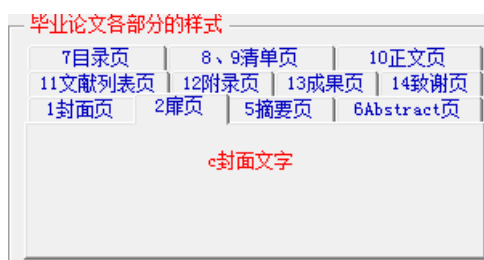 毕业论文各部分的样式
7目录页 8、9清单页 10正文页
11文献列表页 12附录页 13成果页 14致谢页
1封面页 2扉页 5摘要页 6Abstract页
c封面文字